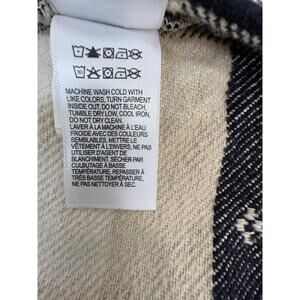 MACHINE WASH COLD WITH
LIKE COLORS, TURN GARMENT
INSIDE OUT, DO NOT BLEACH,
TUMBLE DRY LOW, COOL IRON,
DO NOT DRY CLEAN.
LAVER À LA MACHINE À L'EAU
FROIDE AVEC DES COULEURS
SEMBLABLES, METTRE LE
VÊTEMENT À L'ENVERS, NE PAS
UTILISER D'AGENT DE
BLANCHIMENT, SÉCHER PAR
CULBUTAGE À BASSE
TEMPÉRATURE, REPASSER À
TRÈS BASSE TEMPÉRATURE,
NE PAS NETTOYER À SEC.